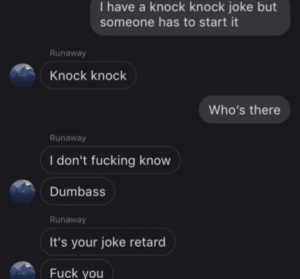 I have a knock knock joke but
someone has to start it
Runaway
Knock knock
Who's there
Runaway
I don't fucking know
Dumbass
Runaway
It's your joke retard
Fuck you